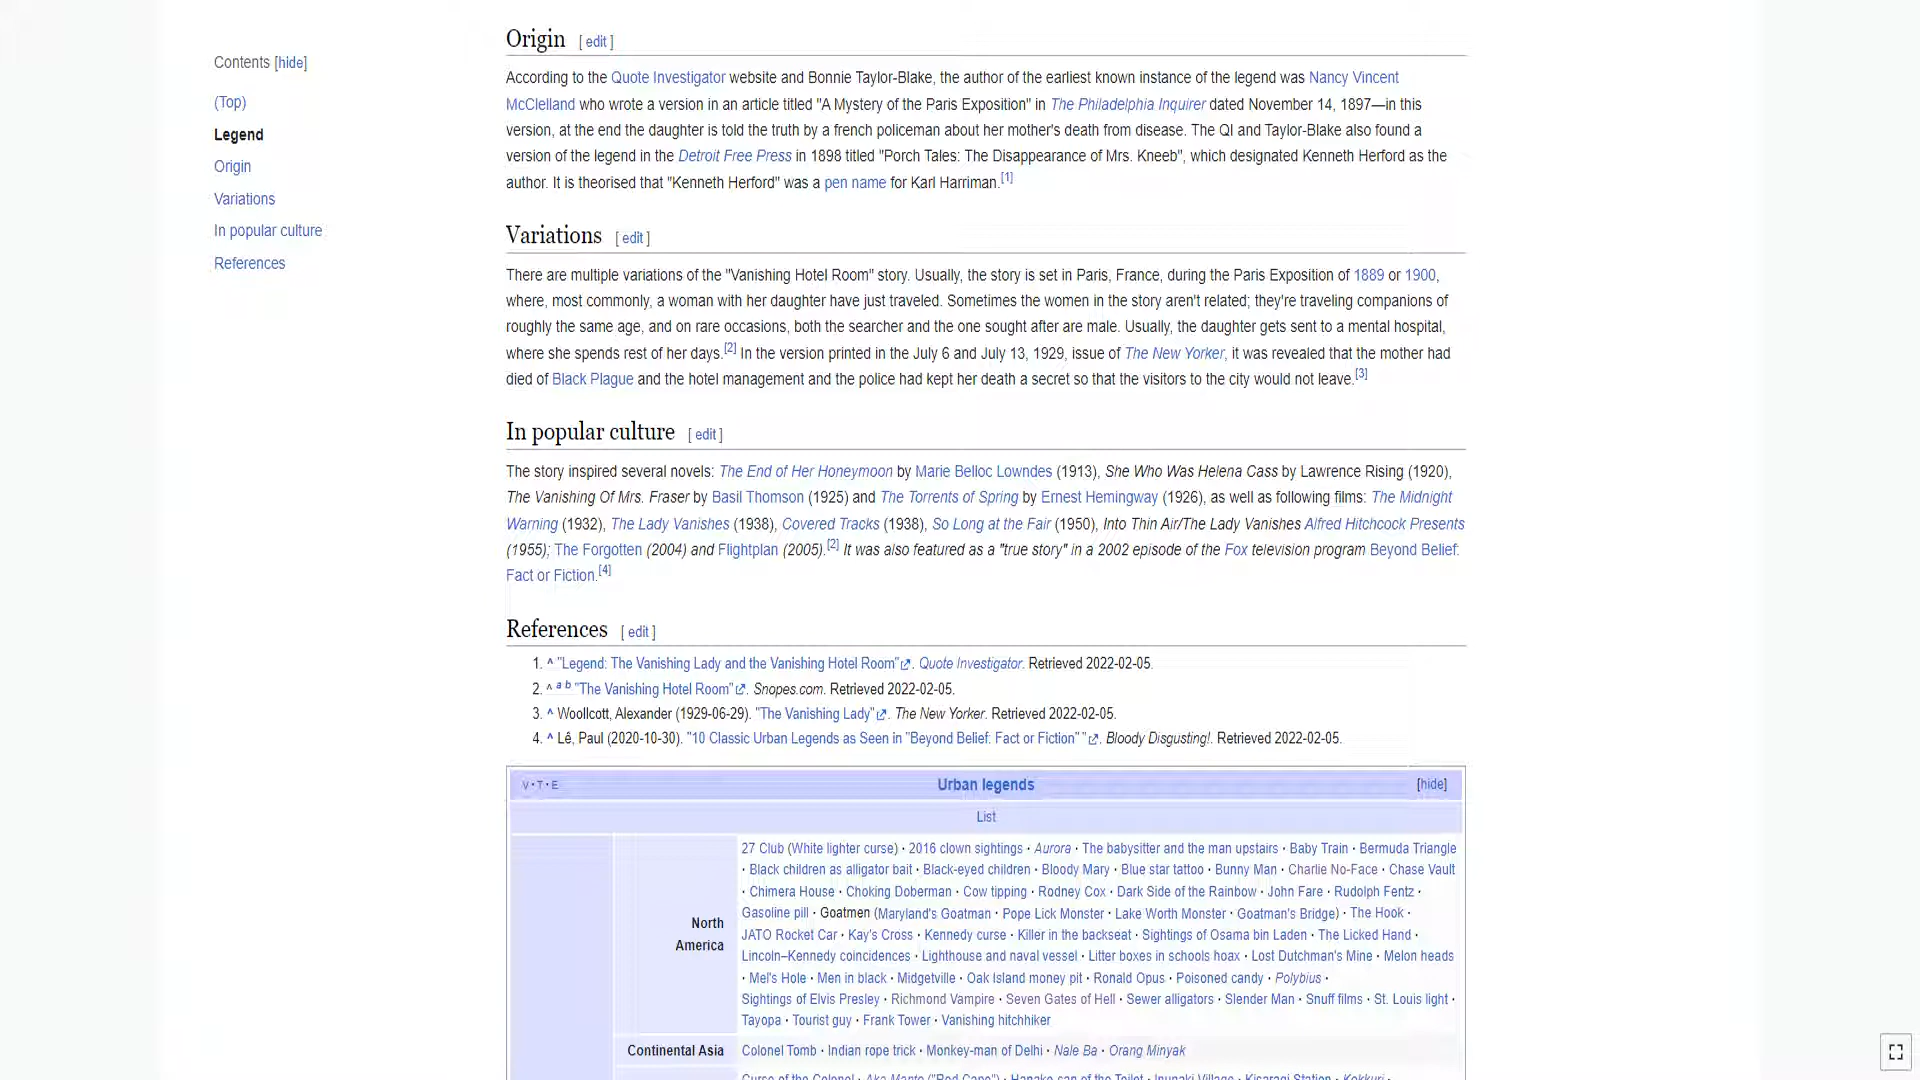 Contents [hide]
(Top)
Legend
Origin
Variations
In popular culture
References
Origin [ edit ]
According to the Quote Investigator website and Bonnie Taylor-Blake, the author of the earliest known instance of the legend was Nancy Vincent
McClelland who wrote a version in an article titled "A Mystery of the Paris Exposition" in The Philadelphia Inquirer dated November 14, 1897—in this
version, at the end the daughter is told the truth by a french policeman about her mother's death from disease. The QI and Taylor-Blake also found a
version of the legend in the Detroit Free Press in 1898 titled "Porch Tales: The Disappearance of Mrs. Kneeb", which designated Kenneth Herford as the
author. It is theorised that "Kenneth Herford" was a pen name for Karl Harriman.[1]
Variations [ edit ]
There are multiple variations of the "Vanishing Hotel Room" story. Usually, the story is set in Paris, France, during the Paris Exposition of 1889 or 1900,
where, most commonly, a woman with her daughter have just traveled. Sometimes the women in the story aren't related; they're traveling companions of
roughly the same age, and on rare occasions, both the searcher and the one sought after are male. Usually, the daughter gets sent to a mental hospital,
where she spends rest of her days.[2] In the version printed in the July 6 and July 13, 1929, issue of The New Yorker, it was revealed that the mother had
died of Black Plague and the hotel management and the police had kept her death a secret so that the visitors to the city would not leave.[3]
In popular culture [ edit ]
The story inspired several novels: The End of Her Honeymoon by Marie Belloc Lowndes (1913), She Who Was Helena Cass by Lawrence Rising (1920),
The Vanishing Of Mrs. Fraser by Basil Thomson (1925) and The Torrents of Spring by Ernest Hemingway (1926), as well as following films: The Midnight
Warning (1932), The Lady Vanishes (1938), Covered Tracks (1938), So Long at the Fair (1950), Into Thin Air/The Lady Vanishes Alfred Hitchcock Presents
(1955); The Forgotten (2004) and Flightplan (2005).[2] It was also featured as a "true story" in a 2002 episode of the Fox television program Beyond Belief:
Fact or Fiction.[4]
References [ edit ]
1. ^ "Legend: The Vanishing Lady and the Vanishing Hotel Room". Quote Investigator. Retrieved 2022-02-05.
2. ^ a b "The Vanishing Hotel Room". Snopes.com. Retrieved 2022-02-05.
3. ^ Woollcott, Alexander (1929-06-29). "The Vanishing Lady". The New Yorker. Retrieved 2022-02-05.
4. ^ Lê, Paul (2020-10-30). "10 Classic Urban Legends as Seen in "Beyond Belief: Fact or Fiction" ". Bloody Disgusting!. Retrieved 2022-02-05.
V · T · E Urban legends [hide]
List
North
America
27 Club (White lighter curse) · 2016 clown sightings · Aurora · The babysitter and the man upstairs · Baby Train · Bermuda Triangle
· Black children as alligator bait · Black-eyed children · Bloody Mary · Blue star tattoo · Bunny Man · Charlie No-Face · Chase Vault
· Chimera House · Choking Doberman · Cow tipping · Rodney Cox · Dark Side of the Rainbow · John Fare · Rudolph Fentz ·
Gasoline pill · Goatmen (Maryland's Goatman · Pope Lick Monster · Lake Worth Monster · Goatman's Bridge) · The Hook ·
JATO Rocket Car · Kay's Cross · Kennedy curse · Killer in the backseat · Sightings of Osama bin Laden · The Licked Hand ·
Lincoln–Kennedy coincidences · Lighthouse and naval vessel · Litter boxes in schools hoax · Lost Dutchman's Mine · Melon heads
· Mel's Hole · Men in black · Midgetville · Oak Island money pit · Ronald Opus · Poisoned candy · Polybius ·
Sightings of Elvis Presley · Richmond Vampire · Seven Gates of Hell · Sewer alligators · Slender Man · Snuff films · St. Louis light ·
Tayopa · Tourist guy · Frank Tower · Vanishing hitchhiker
Continental Asia
Colonel Tomb · Indian rope trick · Monkey-man of Delhi · Nale Ba · Orang Minyak
Curse of the Colonel · Aka Manto ("Red Cape") · Hanako-san of the Toilet · Inunaki Village · Kisaragi Station · Kokkuri ·